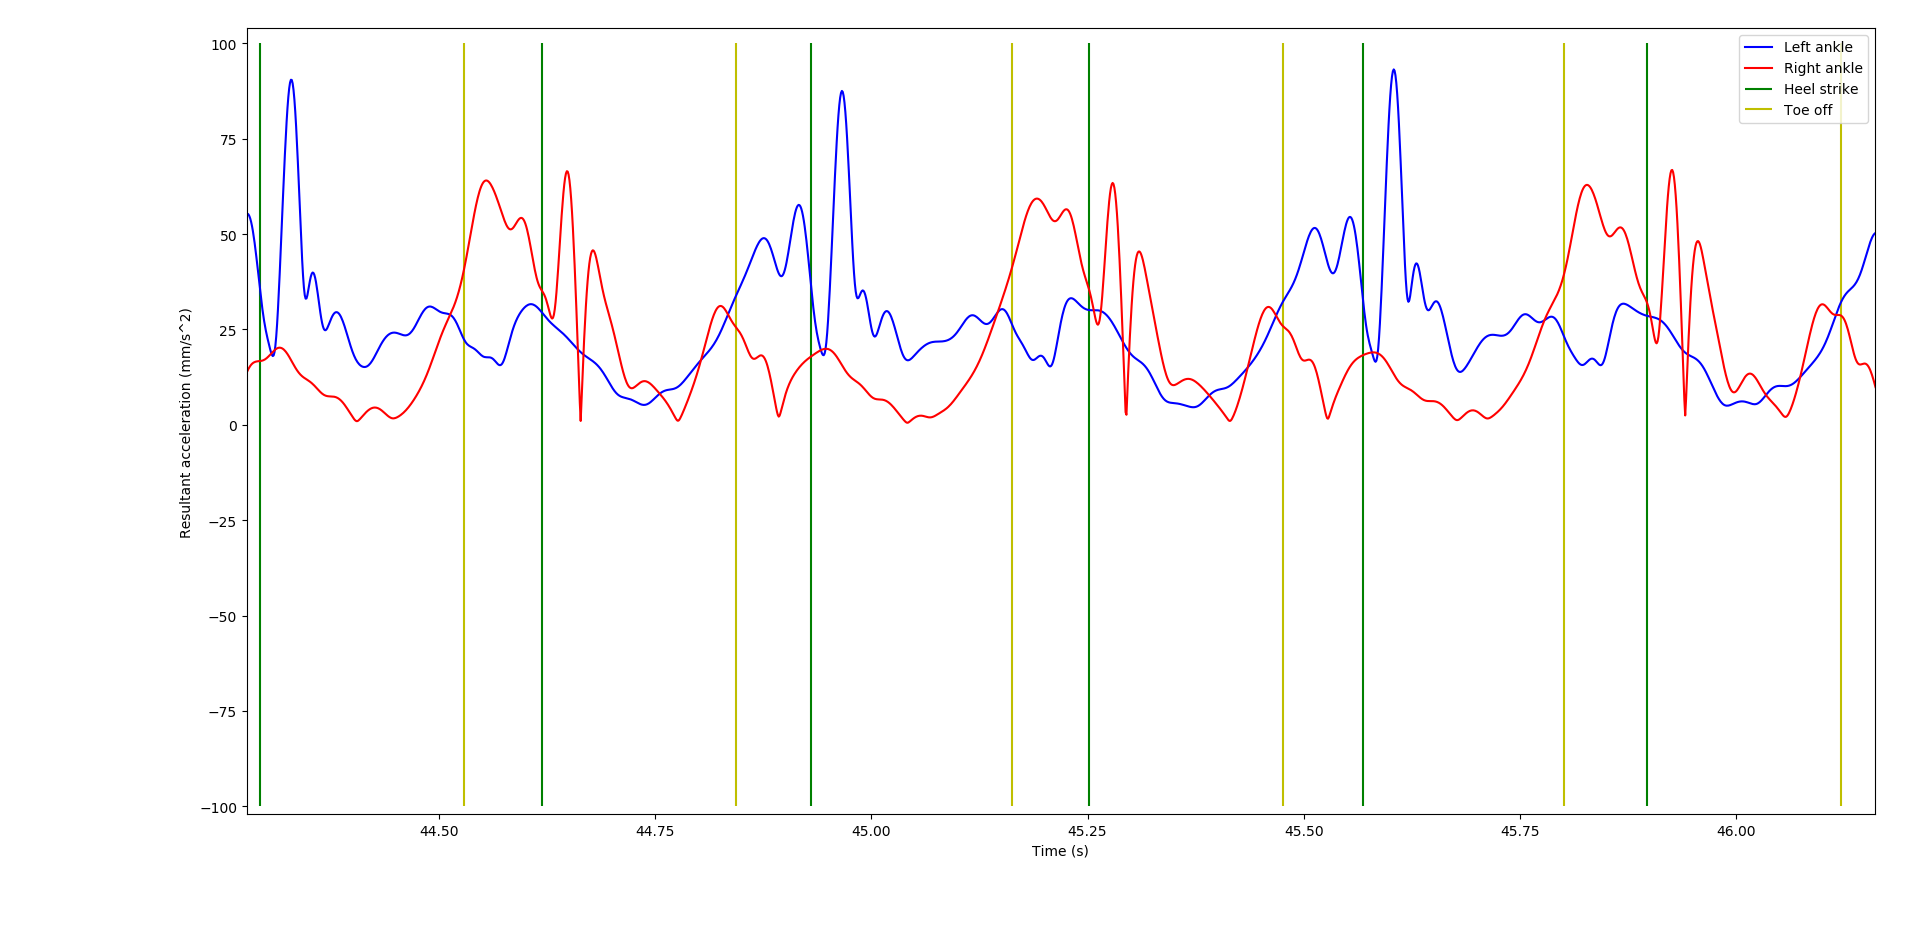 Left ankle
Right ankle
Heel strike
Toe off
100
75
50
25
0
−25
−50
−75
−100
Resultant acceleration (mm/s^2)
44.50 44.75 45.00 45.25 45.50 45.75 46.00
Time (s)